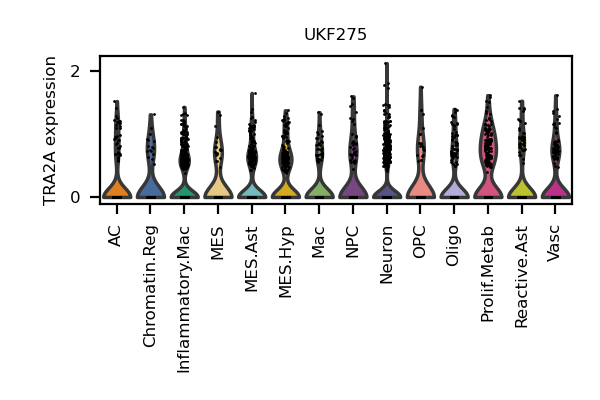 UKF275
TRA2A expression
2
0
AC
Chromatin.Reg
Inflammatory.Mac
MES
MES.Ast
MES.Hyp
Mac
NPC
Neuron
OPC
Oligo
Prolif.Metab
Reactive.Ast
Vasc